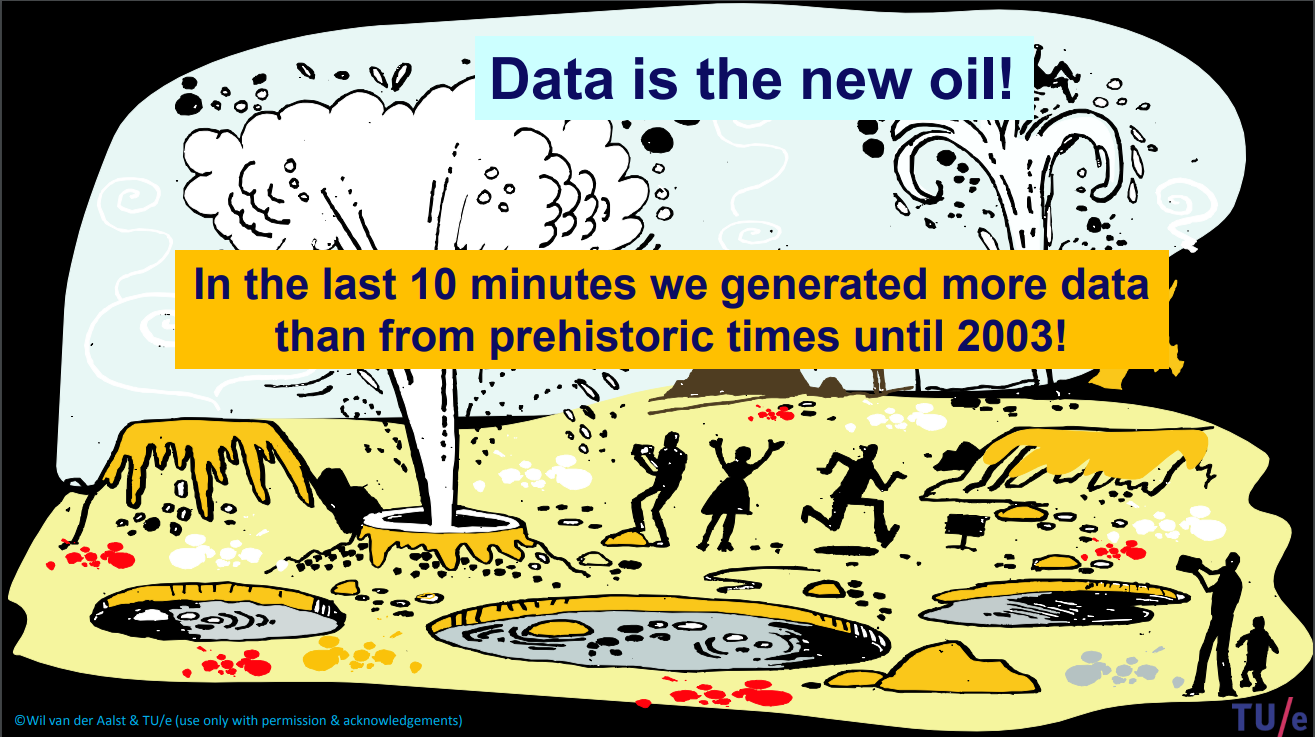 Data is the new oil!
In the last 10 minutes we generated more data
than from prehistoric times until 2003!
©Wil van der Aalst & TU/e (use only with permission & acknowledgements)
TU/e